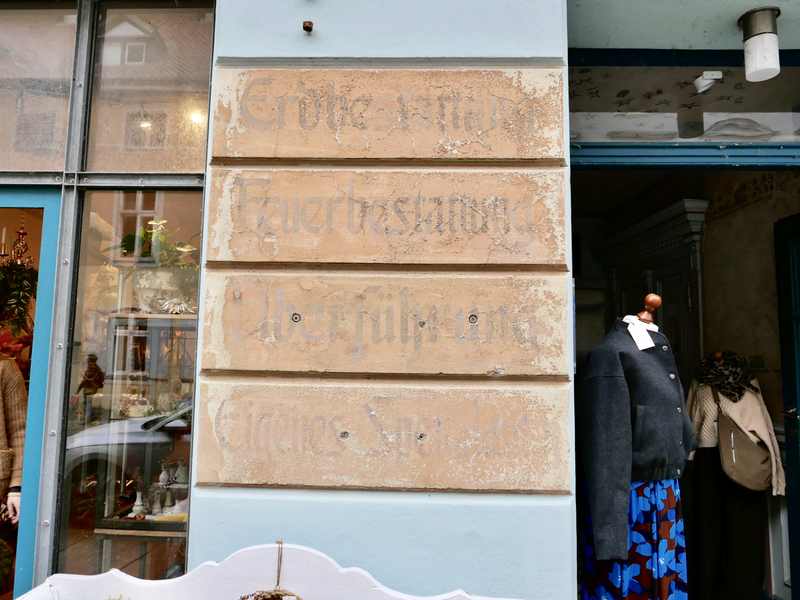 Erdbestattung
Feuerbestattung
Überführung
Eigenes